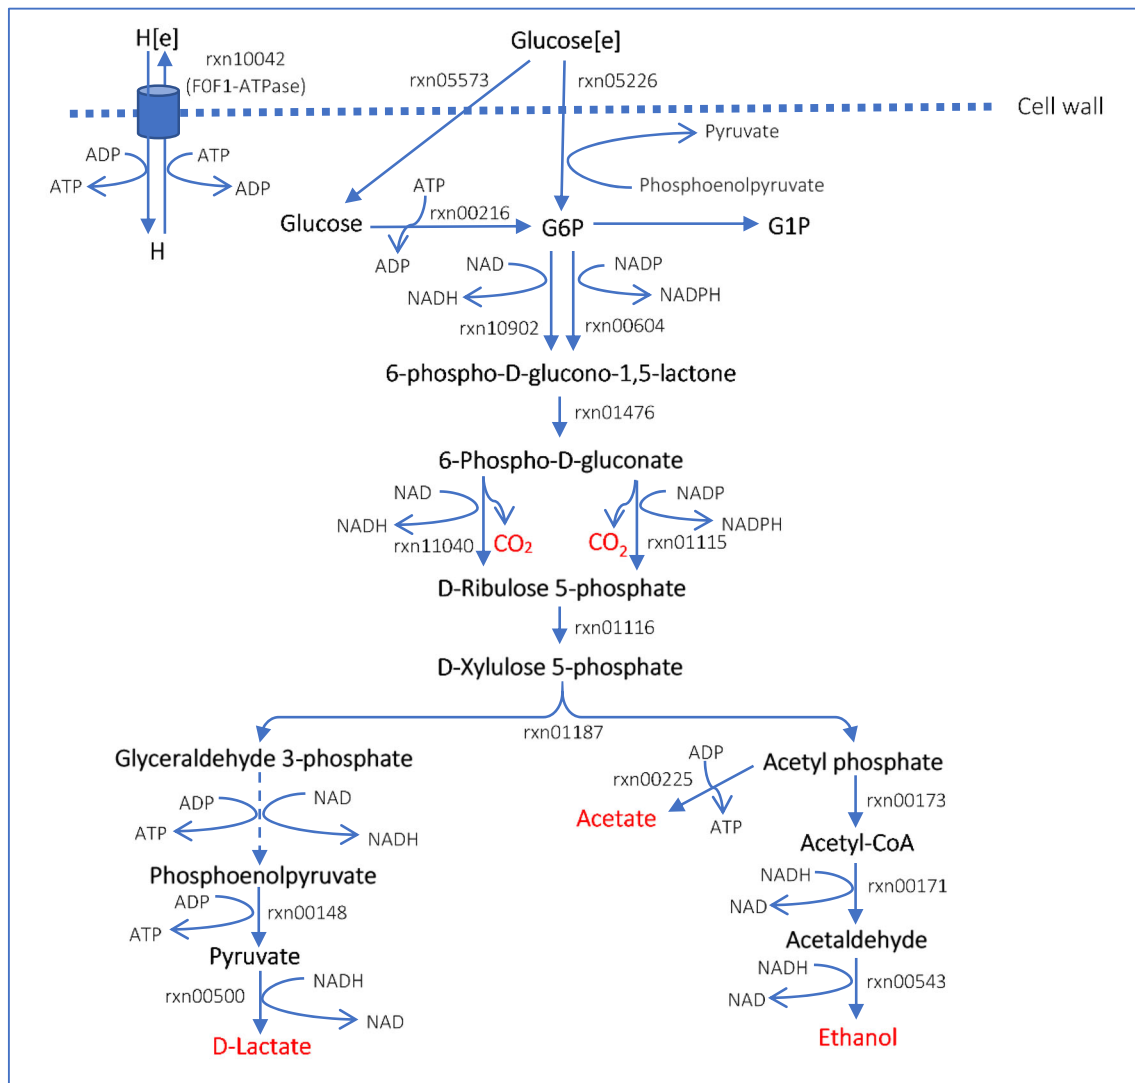 H[e]
rxn10042
(F0F1-ATPase)
Glucose[e]
rxn05573
rxn05226
Cell wall
Pyruvate
Phosphoenolpyruvate
ADP
ATP
ATP
ADP
H
Glucose
ATP
rxn00216
ADP
G6P
G1P
NAD
NADH
NADP
NADPH
rxn10902
rxn00604
6-phospho-D-glucono-1,5-lactone
rxn01476
6-Phospho-D-gluconate
NAD
NADH
NADP
NADPH
CO2
CO2
rxn11040
rxn01115
D-Ribulose 5-phosphate
rxn01116
D-Xylulose 5-phosphate
rxn01187
Glyceraldehyde 3-phosphate
ADP
ATP
NAD
NADH
Phosphoenolpyruvate
ADP
ATP
rxn00148
Pyruvate
rxn00500
NADH
NAD
D-Lactate
Acetyl phosphate
ADP
rxn00225
ATP
Acetate
rxn00173
Acetyl-CoA
NADH
NAD
rxn00171
Acetaldehyde
NADH
NAD
rxn00543
Ethanol